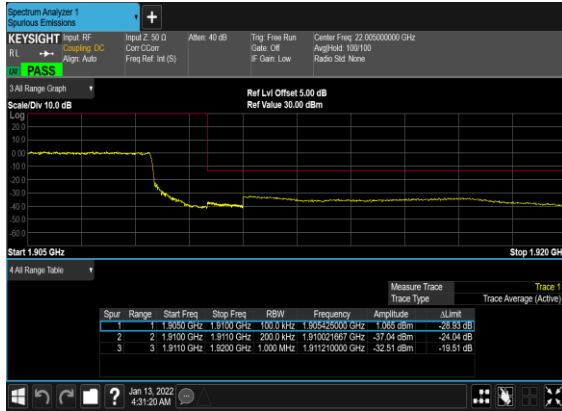 Spectrum Analyzer 1
Spurious Emissions
+
KEYSIGHT Input: RF Input Z: 50 Ω Atten: 40 dB Trig: Free Run Center Freq: 22.005000000 GHz
RL Coupling: DC Corr CCorr Gate: Off Avg|Hold: 100/100
Align: Auto Freq Ref: Int (S) IF Gain: Low Radio Std: None
PASS
3 All Range Graph
Ref Lvl Offset 5.00 dB
Scale/Div 10.0 dB Ref Value 30.00 dBm
Log
20.0
10.0
0.00
-10.0
-20.0
-30.0
-40.0
-50.0
-60.0
Start 1.905 GHz Stop 1.920 GH
4 All Range Table
Measure Trace Trace 1
Trace Type Trace Average (Active)
Spur Range Start Freq Stop Freq RBW Frequency Amplitude ΔLimit
1 1 1.9050 GHz 1.9100 GHz 100.0 kHz 1.905425000 GHz 1.065 dBm -28.93 dB
2 2 1.9100 GHz 1.9110 GHz 200.0 kHz 1.910021667 GHz -37.04 dBm -24.04 dB
3 3 1.9110 GHz 1.9200 GHz 1.000 MHz 1.911210000 GHz -32.51 dBm -19.51 dB
? Jan 13, 2022
4:31:20 AM